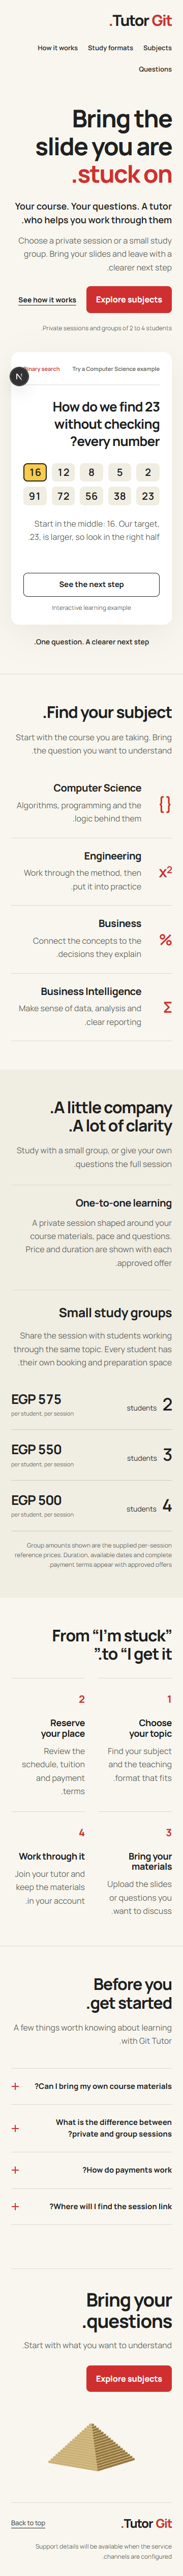 .Tutor Git
How it works Study formats Subjects
Questions
Bring the
slide you are
.stuck on
Your course. Your questions. A tutor
.who helps you work through them
Choose a private session or a small study
group. Bring your slides and leave with a
.clearer next step
See how it works Explore subjects
Private sessions and groups of 2 to 4 students
inary search Try a Computer Science example
N
How do we find 23
without checking
?every number
16 12 8 5 2
91 72 56 38 23
Start in the middle: 16. Our target,
.23, is larger, so look in the right half
See the next step
Interactive learning example
.One question. A clearer next step
.Find your subject
Start with the course you are taking. Bring
.the question you want to understand
Computer Science
{}
Algorithms, programming and the
.logic behind them
Engineering
x²
Work through the method, then
.put it into practice
Business
%
Connect the concepts to the
.decisions they explain
Business Intelligence
Σ
Make sense of data, analysis and
.clear reporting
.A little company
.A lot of clarity
Study with a small group, or give your own
.questions the full session
One-to-one learning
A private session shaped around your
course materials, pace and questions.
Price and duration are shown with each
.approved offer
Small study groups
Share the session with students working
through the same topic. Every student has
.their own booking and preparation space
EGP 575 students 2
per student, per session
EGP 550 students 3
per student, per session
EGP 500 students 4
per student, per session
Group amounts shown are the supplied per-session
reference prices. Duration, available dates and complete
.payment terms appear with approved offers
From “I’m stuck”
”.to “I get it
1
Choose
your topic
Find your subject
and the teaching
.format that fits
2
Reserve
your place
Review the
schedule, tuition
and payment
.terms
3
Bring your
materials
Upload the slides
or questions you
.want to discuss
4
Work through it
Join your tutor and
keep the materials
.in your account
Before you
.get started
A few things worth knowing about learning
.with Git Tutor
+ ?Can I bring my own course materials
+ What is the difference between
?private and group sessions
+ ?How do payments work
+ ?Where will I find the session link
Bring your
.questions
.Start with what you want to understand
Explore subjects
Back to top .Tutor Git
Support details will be available when the service
.channels are configured